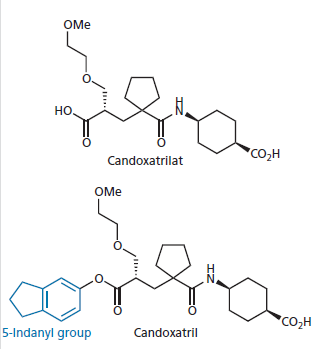 OMe
O
HO
O
O
H
N
CO₂H
Candoxatrilat
OMe
O
O
O
O
H
N
CO₂H
5-Indanyl group
Candoxatril